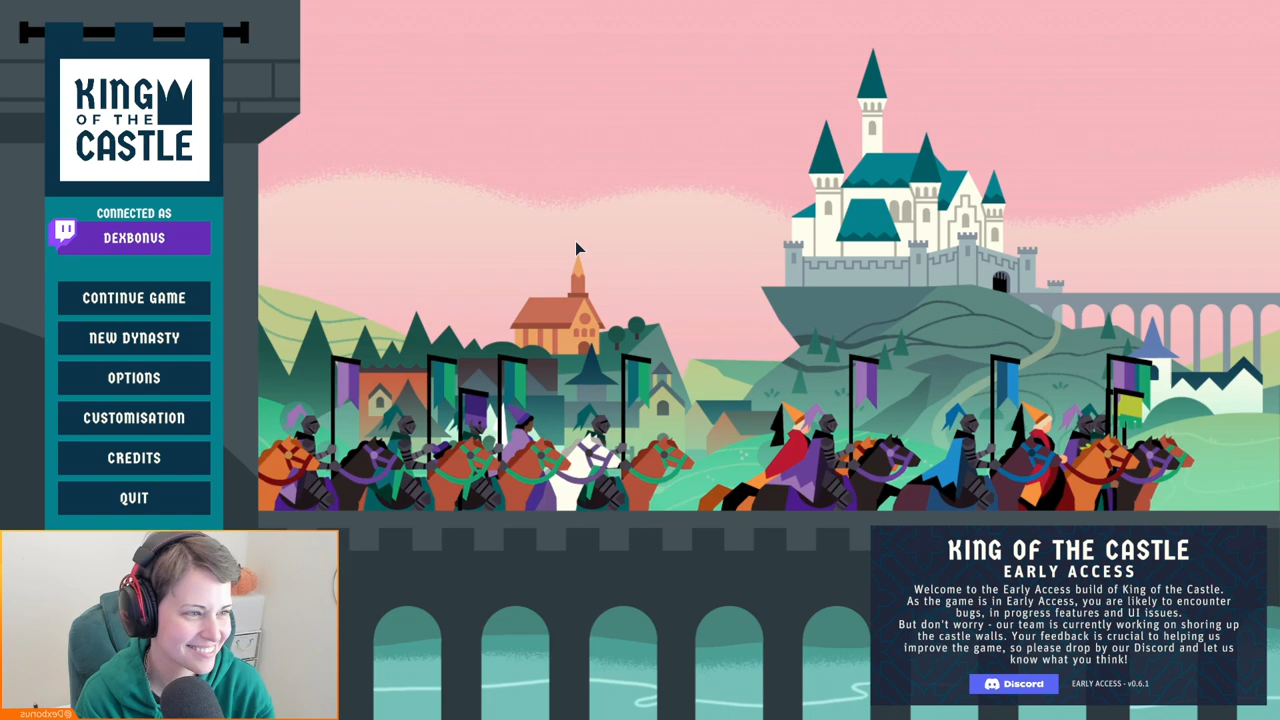 KING
OF THE
CASTLE
CONNECTED AS
DEXBONUS
CONTINUE GAME
NEW DYNASTY
OPTIONS
CUSTOMISATION
CREDITS
QUIT
@Dexbonus
KING OF THE CASTLE
EARLY ACCESS
Welcome to the Early Access build of King of the Castle.
As the game is in Early Access, you are likely to encounter
bugs, in progress features and UI issues.
But don't worry - our team is currently working on shoring up
the castle walls. Your feedback is crucial to helping us
improve the game, so please drop by our Discord and let us
know what you think!
Discord
EARLY ACCESS - v0.6.1